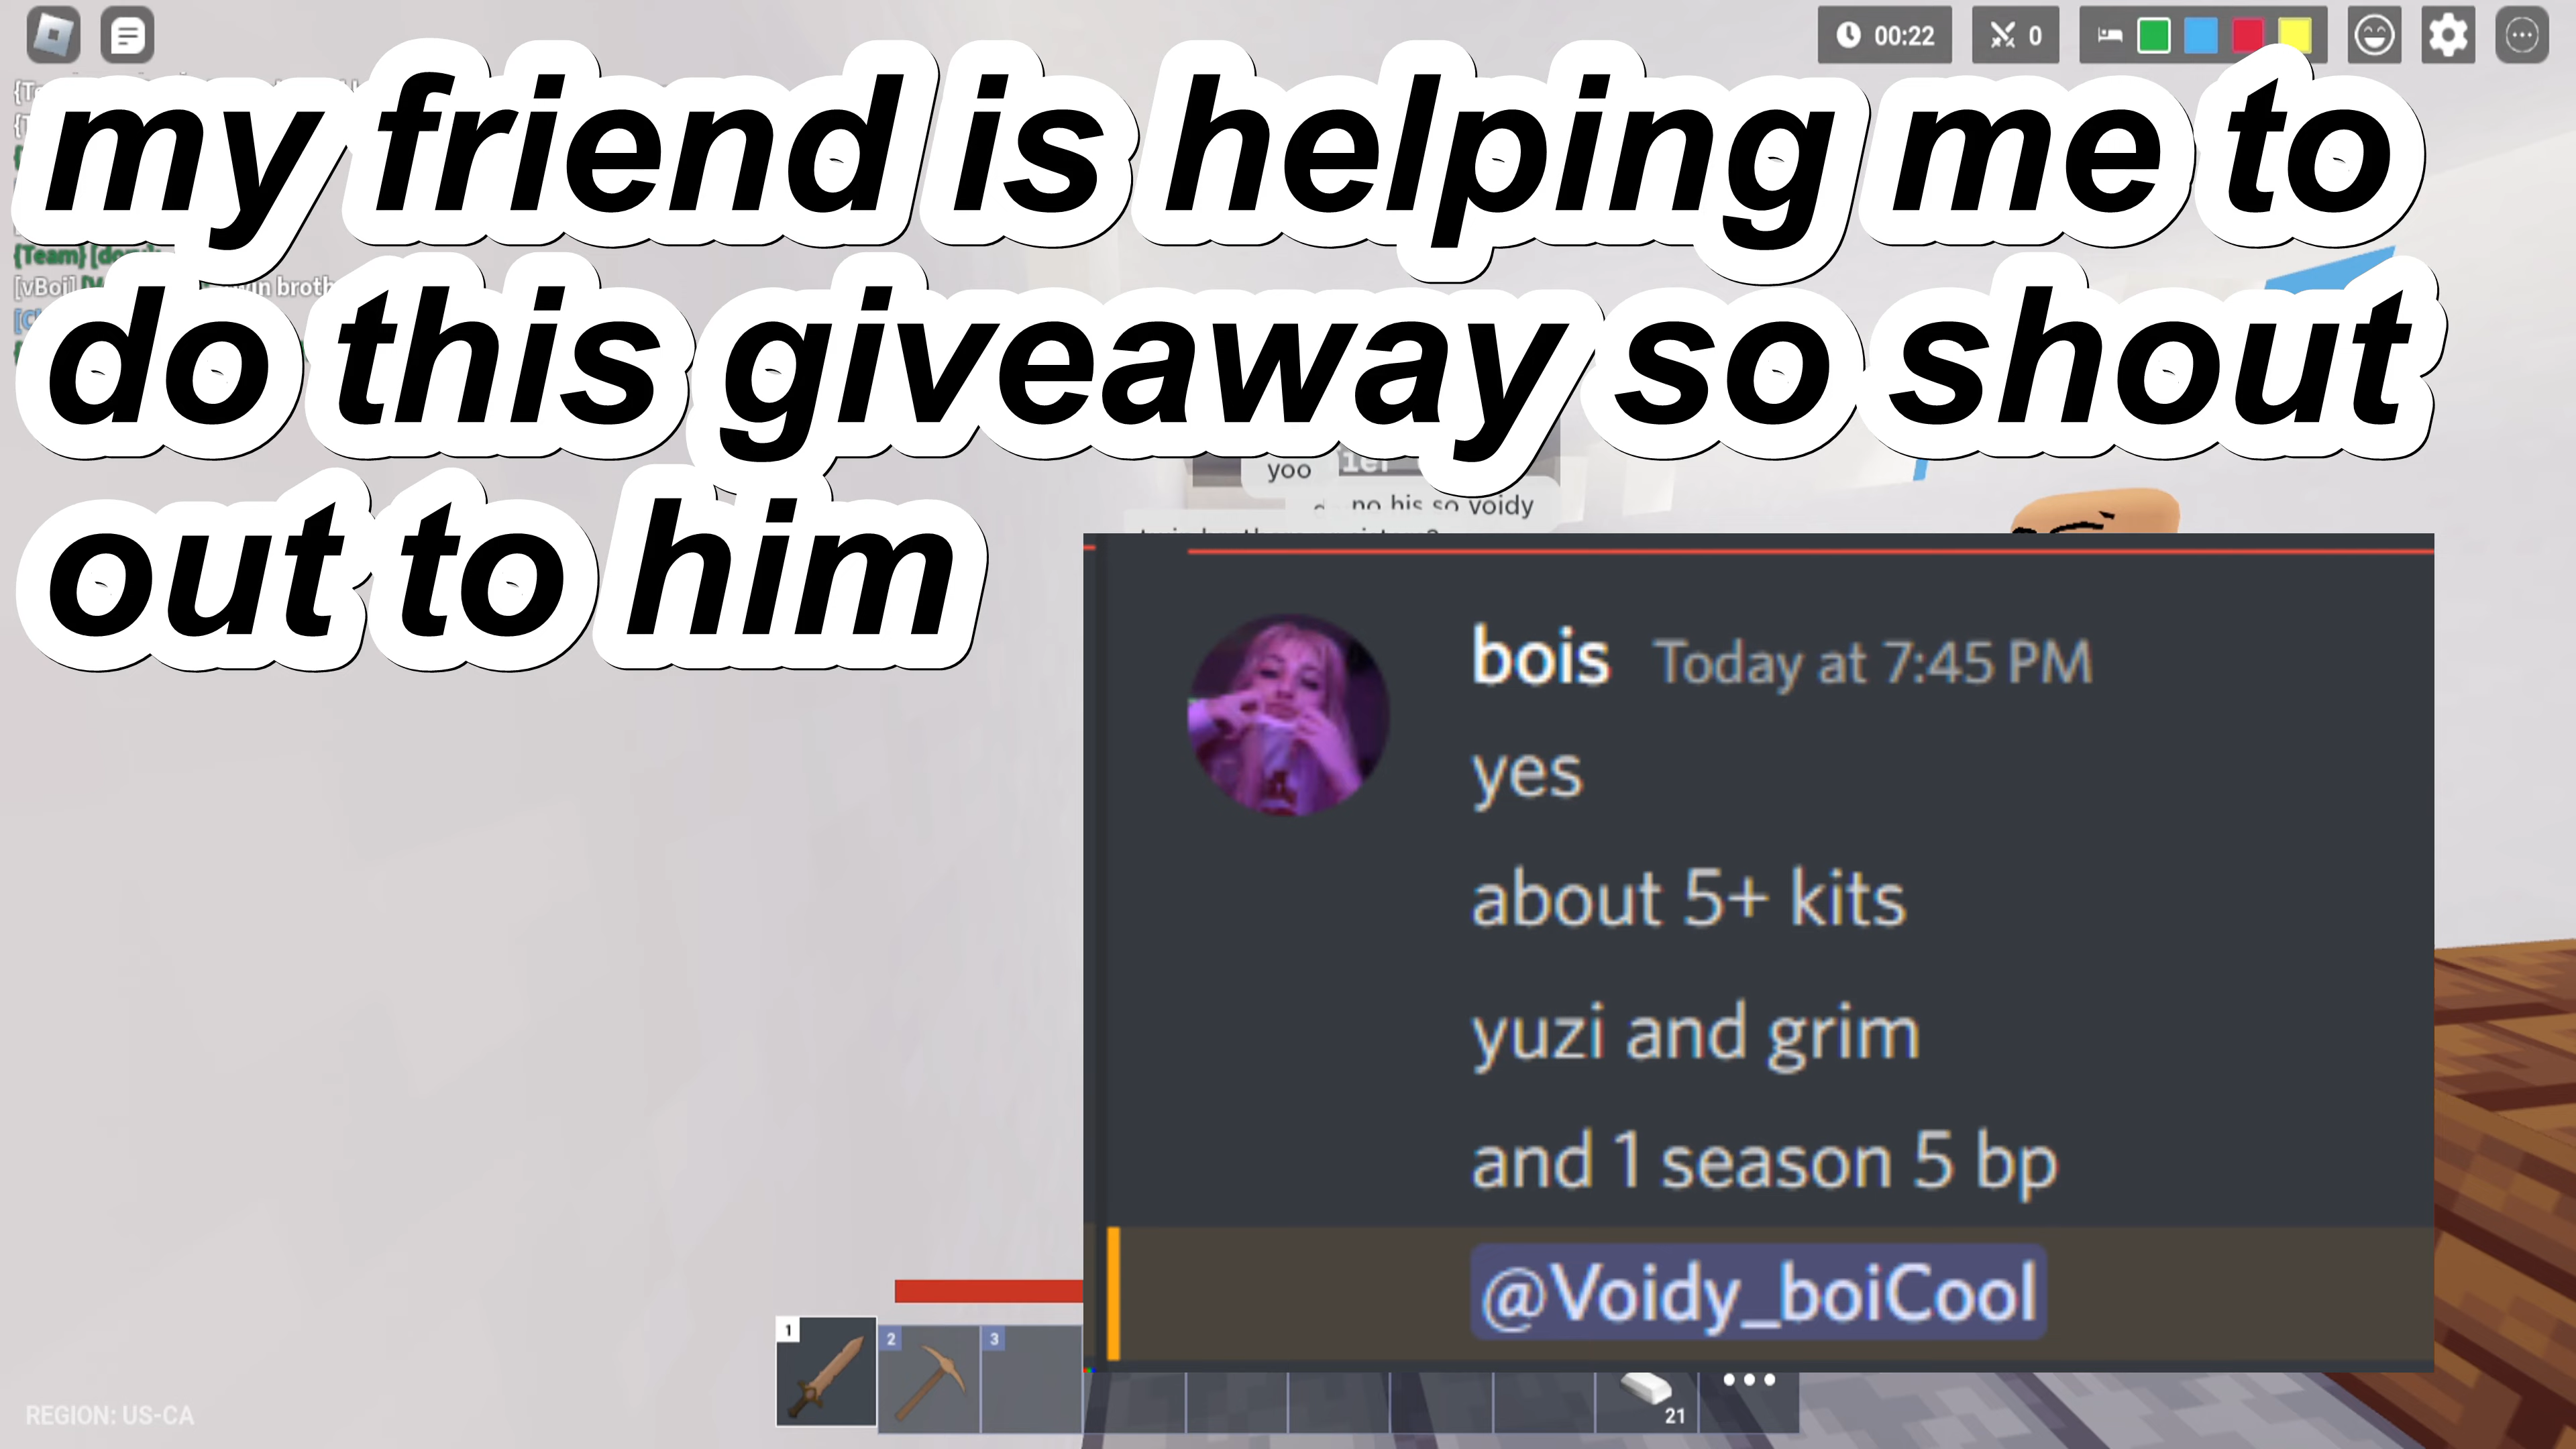 00:22
0
my friend is helping me to
do this giveaway so shout
out to him
{Team}
[vBoi]
yoo
no his so voidy
bois Today at 7:45 PM
yes
about 5+ kits
yuzi and grim
and 1 season 5 bp
@Voidy_boiCool
1
2
3
21
REGION: US-CA